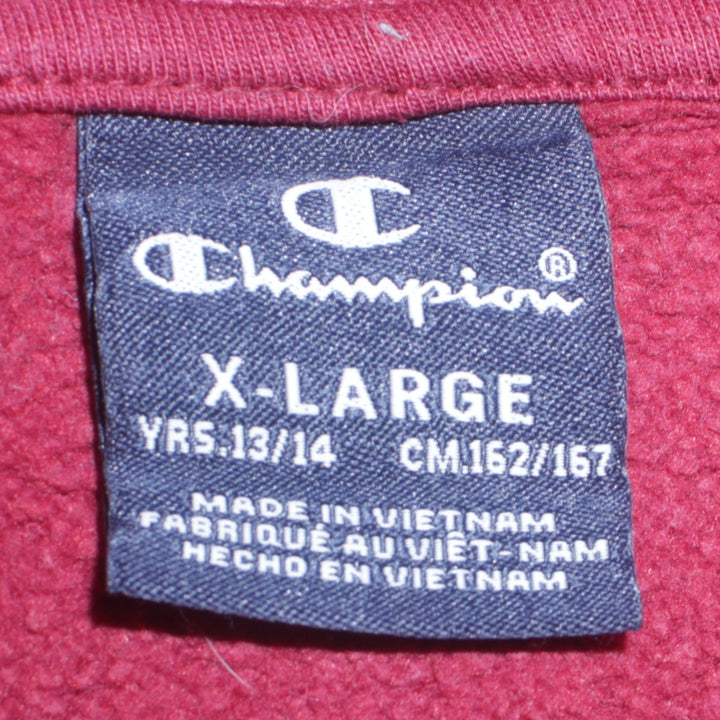 Champion®
X-LARGE
YRS.13/14 CM.162/167
MADE IN VIETNAM
FABRIQUÉ AU VIÊT-NAM
HECHO EN VIETNAM